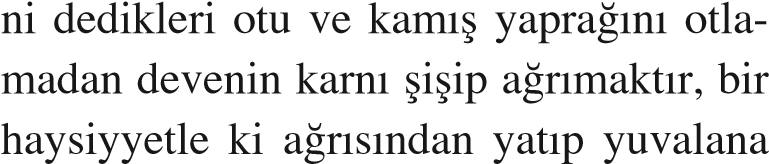 ni dedikleri otu ve kamış yaprağını otla-
madan devenin karnı şişip ağrımaktır, bir
haysiyyetle ki ağrısından yatıp yuvalana